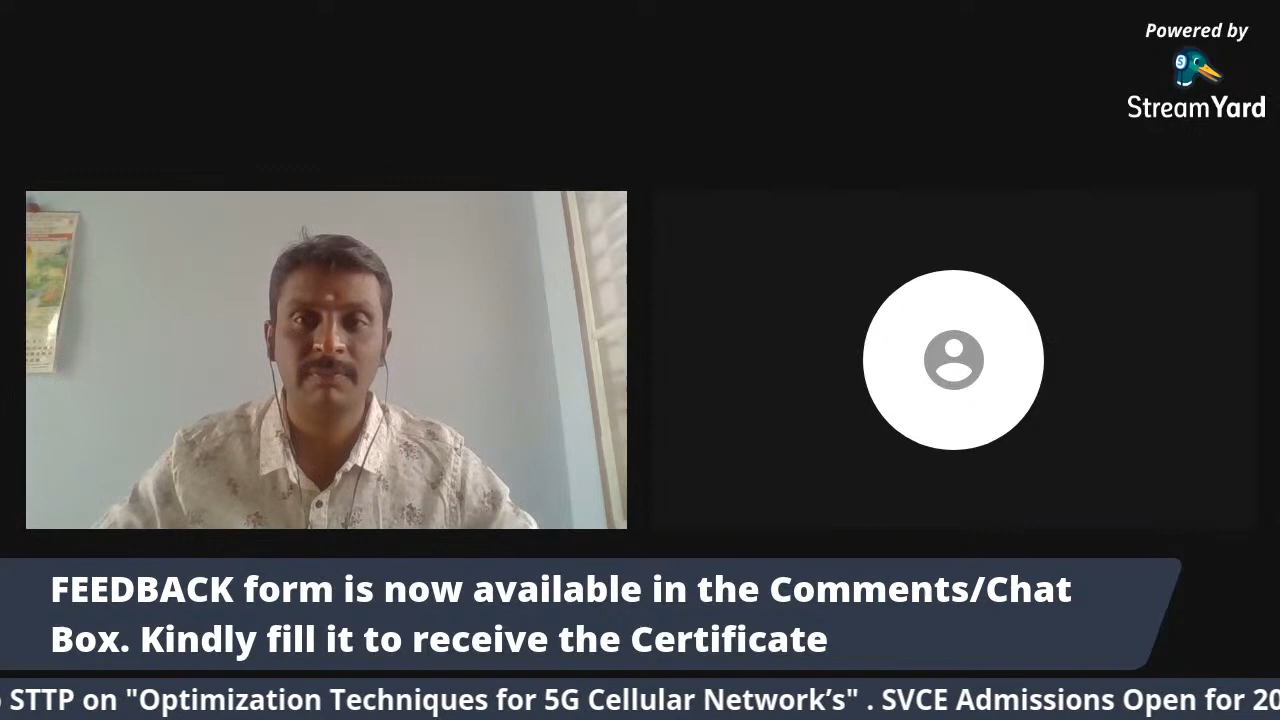 Powered by
S
StreamYard
FEEDBACK form is now available in the Comments/Chat
Box. Kindly fill it to receive the Certificate
STTP on "Optimization Techniques for 5G Cellular Network’s" . SVCE Admissions Open for 20